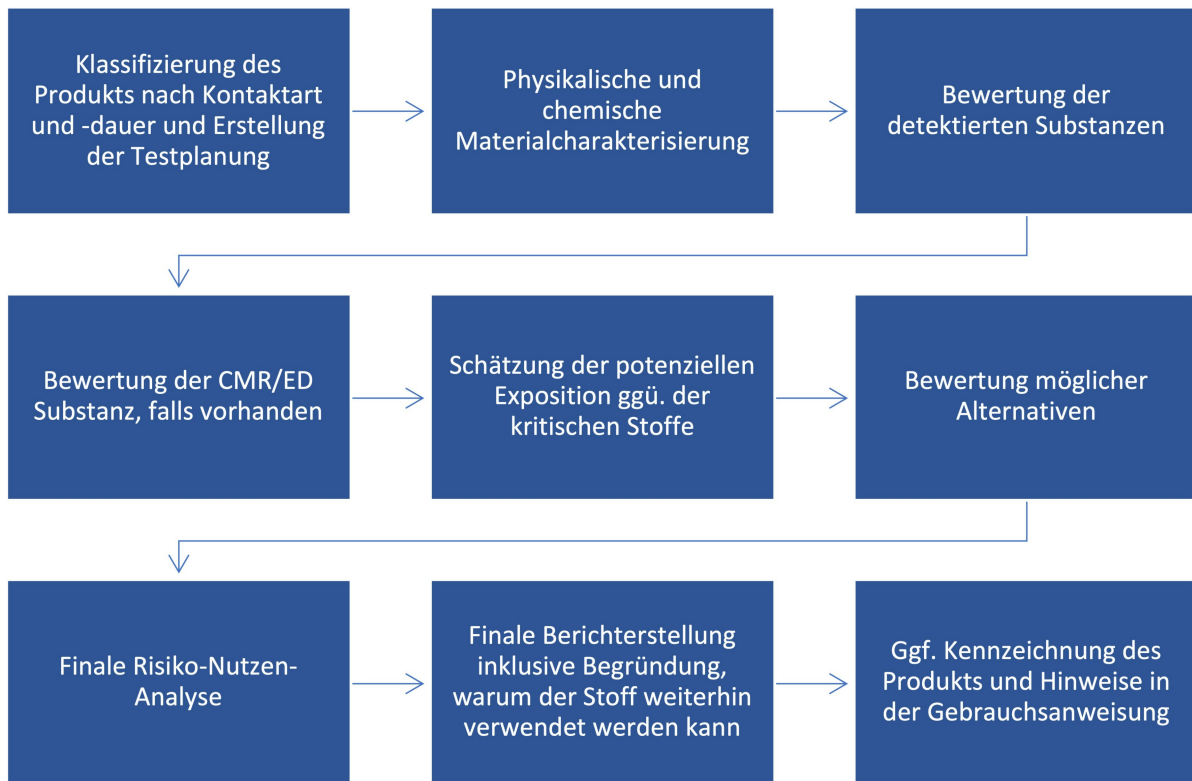 Klassifizierung des
Produkts nach Kontaktart
und -dauer und Erstellung
der Testplanung
Physikalische und
chemische
Materialcharakterisierung
Bewertung der
detektierten Substanzen
Bewertung der CMR/ED
Substanz, falls vorhanden
Schätzung der potenziellen
Exposition ggü. der
kritischen Stoffe
Bewertung möglicher
Alternativen
Finale Risiko-Nutzen-
Analyse
Finale Berichterstellung
inklusive Begründung,
warum der Stoff weiterhin
verwendet werden kann
Ggf. Kennzeichnung des
Produkts und Hinweise in
der Gebrauchsanweisung